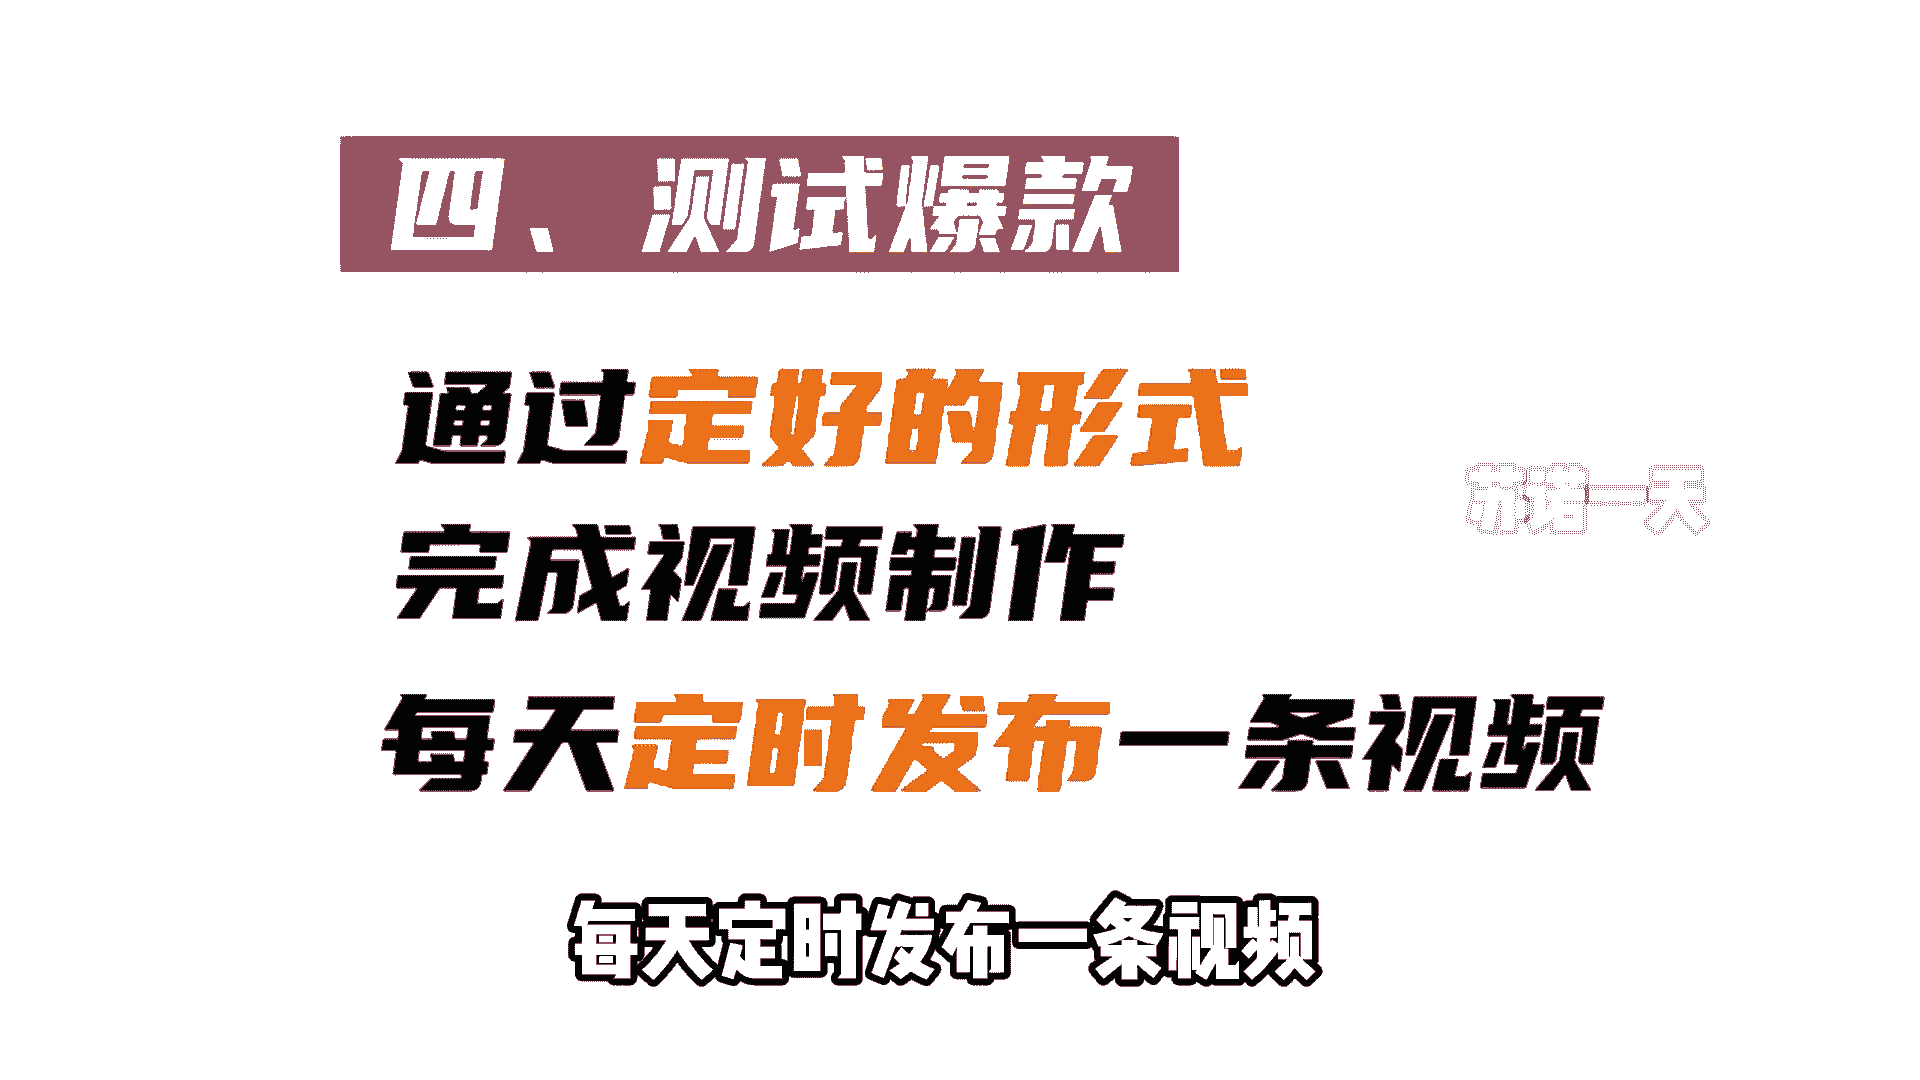 四、测试爆款
通过定好的形式
苏诺一天
完成视频制作
每天定时发布一条视频
每天定时发布一条视频